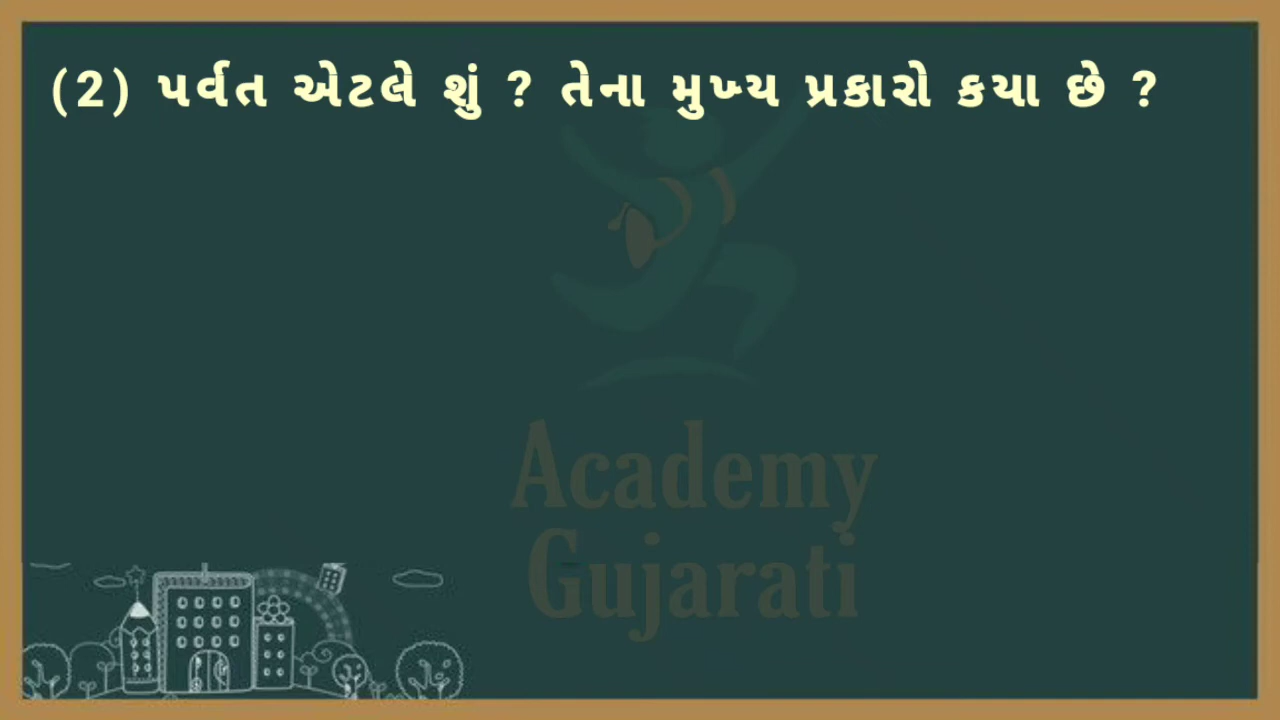 (2) પર્વત એટલે શું ? તેના મુખ્ય પ્રકારો કયા છે ?
Academy
Gujarati